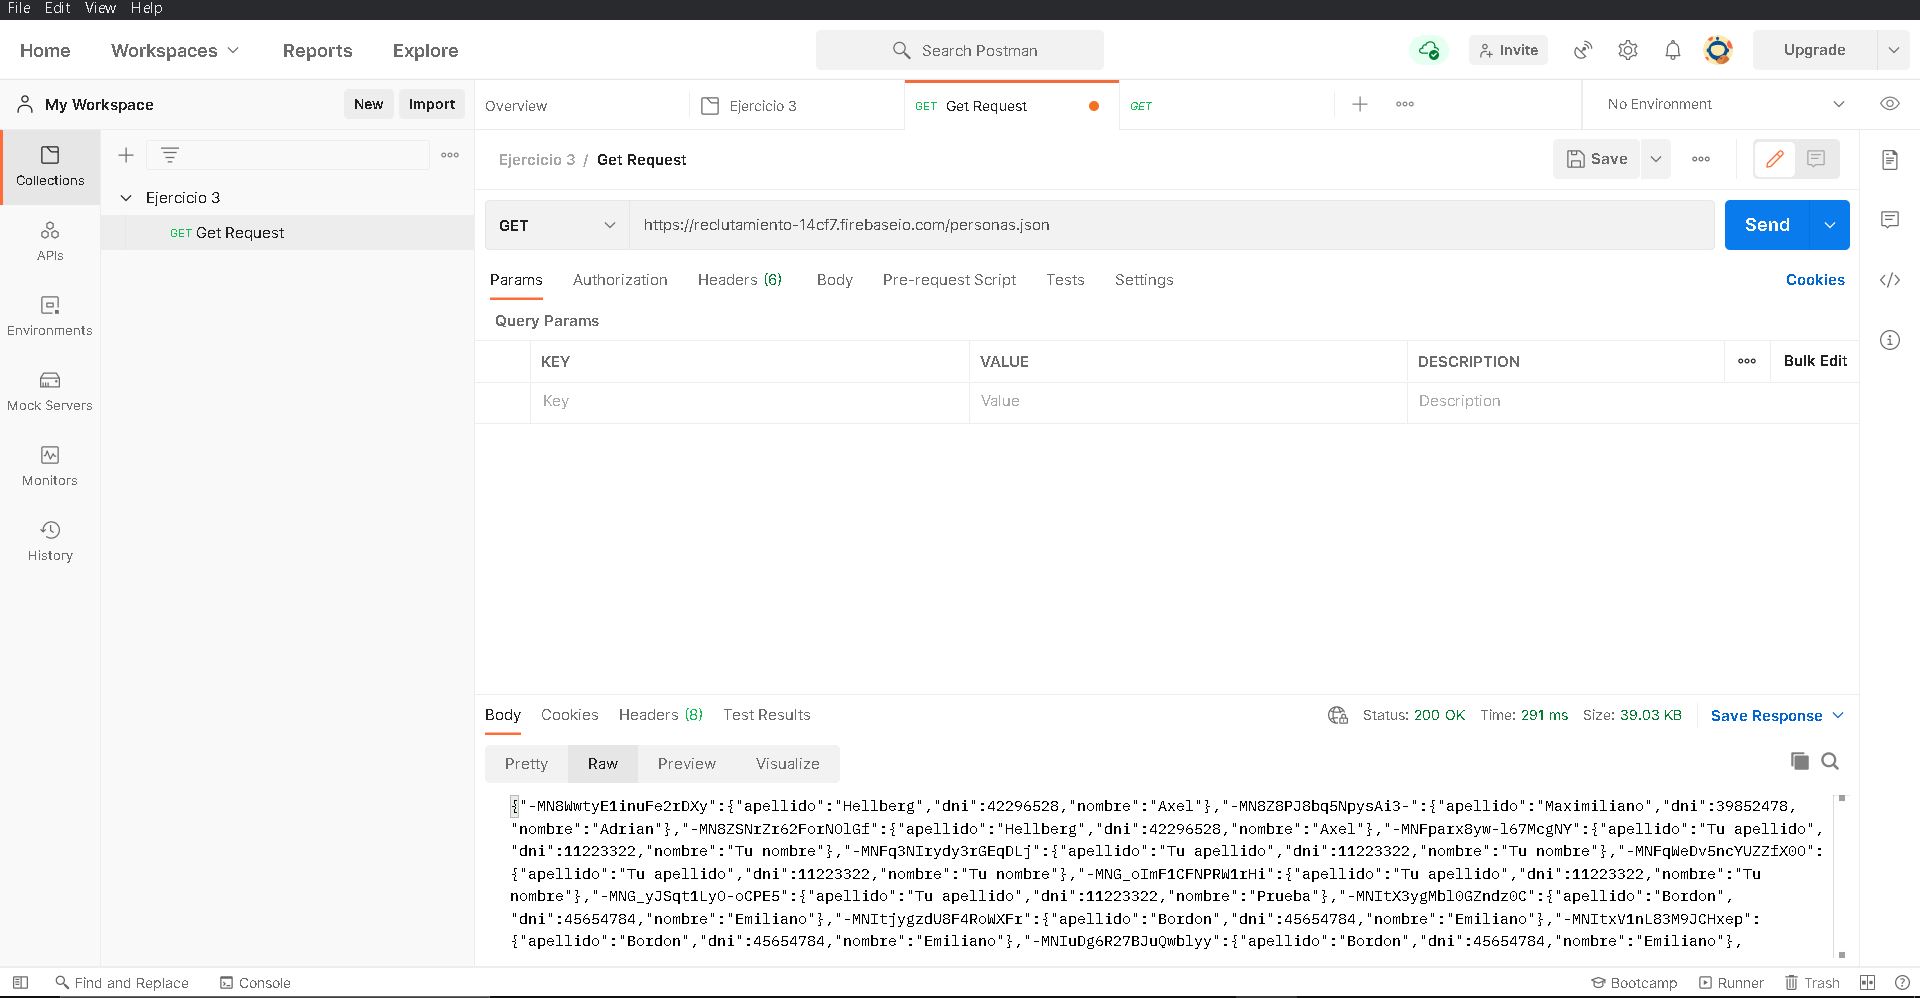 File Edit View Help
Home Workspaces Reports Explore Search Postman Invite Upgrade
My Workspace New Import Overview Ejercicio 3 GET Get Request GET No Environment
Collections
APIs
Environments
Mock Servers
Monitors
History
Ejercicio 3
GET Get Request
Ejercicio 3 / Get Request Save
GET https://reclutamiento-14cf7.firebaseio.com/personas.json Send
Params Authorization Headers (6) Body Pre-request Script Tests Settings Cookies
Query Params
KEY VALUE DESCRIPTION Bulk Edit
Key Value Description
Body Cookies Headers (8) Test Results Status: 200 OK Time: 291 ms Size: 39.03 KB Save Response
Pretty Raw Preview Visualize
{"-MN8WwtyE1inuFe2rDXy":{"apellido":"Hellberg","dni":42296528,"nombre":"Axel"},"-MN8Z8PJ8bq5NpysAi3-":{"apellido":"Maximiliano","dni":39852478,
"nombre":"Adrian"},"-MN8ZSNrZr62ForNOlGf":{"apellido":"Hellberg","dni":42296528,"nombre":"Axel"},"-MNFparx8yw-l67McgNY":{"apellido":"Tu apellido",
"dni":11223322,"nombre":"Tu nombre"},"-MNFq3NIrydy3rGEqDLj":{"apellido":"Tu apellido","dni":11223322,"nombre":"Tu nombre"},"-MNFqWeDv5ncYUZZfX0O":
{"apellido":"Tu apellido","dni":11223322,"nombre":"Tu nombre"},"-MNG_oImF1CFNPRW1rHi":{"apellido":"Tu apellido","dni":11223322,"nombre":"Tu
nombre"},"-MNG_yJSqt1LyO-oCPE5":{"apellido":"Tu apellido","dni":11223322,"nombre":"Prueba"},"-MNItX3ygMbl0GZndz0C":{"apellido":"Bordon",
"dni":45654784,"nombre":"Emiliano"},"-MNItjygzdU8F4RoWXFr":{"apellido":"Bordon","dni":45654784,"nombre":"Emiliano"},"-MNItxV1nL83M9JCHxep":
{"apellido":"Bordon","dni":45654784,"nombre":"Emiliano"},"-MNIuDg6R27BJuQwblyy":{"apellido":"Bordon","dni":45654784,"nombre":"Emiliano"},
Find and Replace Console Bootcamp Runner Trash